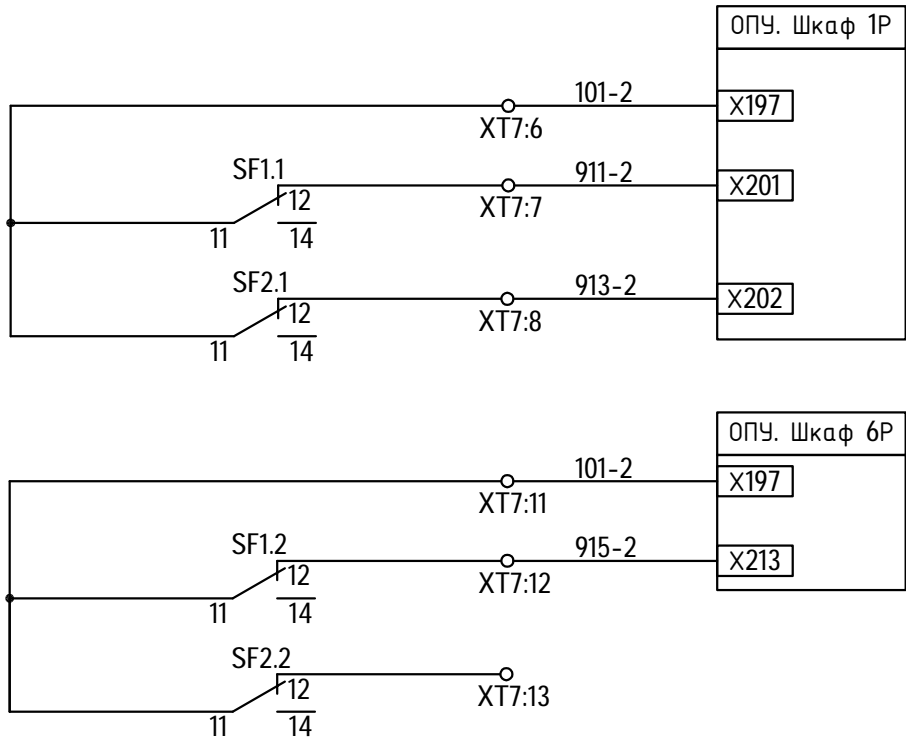 ОПУ. Шкаф 1Р
101-2
X197
XT7:6
SF1.1
911-2
12
X201
XT7:7
11
14
SF2.1
913-2
12
X202
XT7:8
11
14
ОПУ. Шкаф 6Р
101-2
X197
XT7:11
SF1.2
915-2
12
X213
XT7:12
11
14
SF2.2
12
XT7:13
11
14